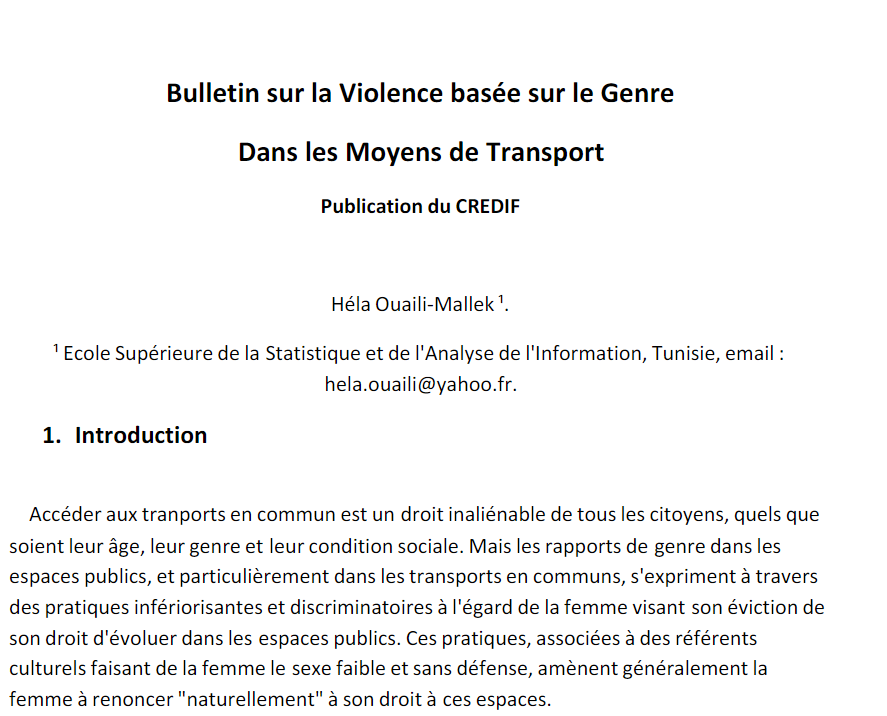 Bulletin sur la Violence basée sur le Genre
Dans les Moyens de Transport
Publication du CREDIF
Héla Ouaili-Mallek ¹.
¹ Ecole Supérieure de la Statistique et de l'Analyse de l'Information, Tunisie, email :
hela.ouaili@yahoo.fr.
1. Introduction
Accéder aux tranports en commun est un droit inaliénable de tous les citoyens, quels que
soient leur âge, leur genre et leur condition sociale. Mais les rapports de genre dans les
espaces publics, et particulièrement dans les transports en communs, s'expriment à travers
des pratiques infériorisantes et discriminatoires à l'égard de la femme visant son éviction de
son droit d'évoluer dans les espaces publics. Ces pratiques, associées à des référents
culturels faisant de la femme le sexe faible et sans défense, amènent généralement la
femme à renoncer "naturellement" à son droit à ces espaces.